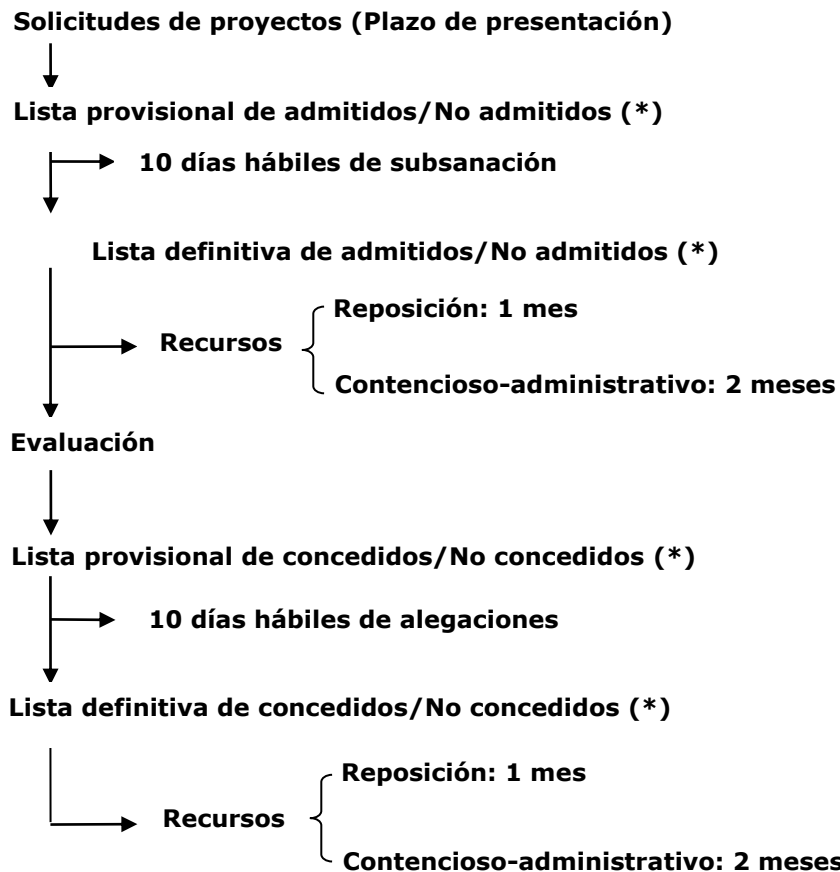 Solicitudes de proyectos (Plazo de presentación)
Lista provisional de admitidos/No admitidos (*)
10 días hábiles de subsanación
Lista definitiva de admitidos/No admitidos (*)
Reposición: 1 mes
Recursos
Contencioso-administrativo: 2 meses
Evaluación
Lista provisional de concedidos/No concedidos (*)
10 días hábiles de alegaciones
Lista definitiva de concedidos/No concedidos (*)
Reposición: 1 mes
Recursos
Contencioso-administrativo: 2 meses